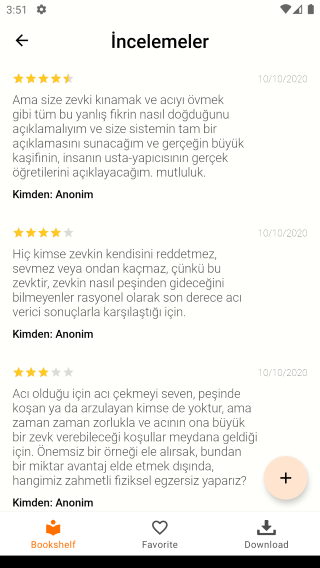 3:51
İncelemeler
10/10/2020
Ama size zevki kınamak ve acıyı övmek
gibi tüm bu yanlış fikrin nasıl doğduğunu
açıklamalıyım ve size sistemin tam bir
açıklamasını sunacağım ve gerçeğin büyük
kaşifinin, insanın usta-yapıcısının gerçek
öğretilerini açıklayacağım. mutluluk.
Kimden: Anonim
10/10/2020
Hiç kimse zevkin kendisini reddetmez,
sevmez veya ondan kaçmaz, çünkü bu
zevktir, zevkin nasıl peşinden gideceğini
bilmeyenler rasyonel olarak son derece acı
verici sonuçlarla karşılaştığı için.
Kimden: Anonim
10/10/2020
Acı olduğu için acı çekmeyi seven, peşinde
koşan ya da arzulayan kimse de yoktur, ama
zaman zaman zorlukla ve acının ona büyük
bir zevk verebileceği koşullar meydana geldiği
için. Önemsiz bir örneği ele alırsak, bundan
bir miktar avantaj elde etmek dışında,
hangimiz zahmetli fiziksel egzersiz yaparız?
Kimden: Anonim
Bookshelf
Favorite
Download